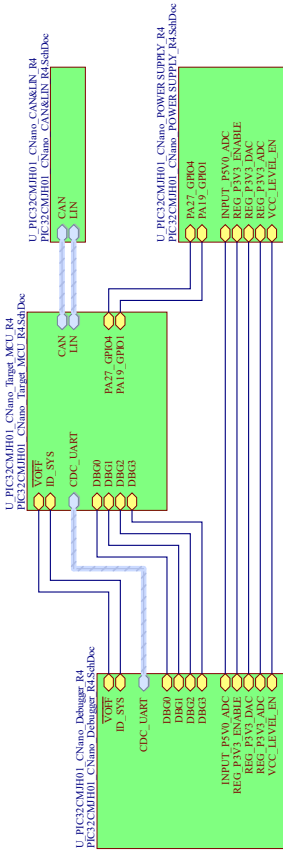 U_PIC32CMJH01_CNano_Debugger_R4
PIC32CMJH01_CNano_Debugger_R4.SchDoc
VOFF
ID_SYS
CDC_UART
DBG0
DBG1
DBG2
DBG3
INPUT_P5V0_ADC
REG_P3V3_ENABLE
REG_P3V3_DAC
REG_P3V3_ADC
VCC_LEVEL_EN
U_PIC32CMJH01_CNano_Target_MCU_R4
PIC32CMJH01_CNano_Target_MCU_R4.SchDoc
VOFF
ID_SYS
CDC_UART
DBG0
DBG1
DBG2
DBG3
CAN
LIN
PA27_GPIO4
PA19_GPIO1
U_PIC32CMJH01_CNano_CAN&LIN_R4
PIC32CMJH01_CNano_CAN&LIN_R4.SchDoc
CAN
LIN
U_PIC32CMJH01_CNano_POWER SUPPLY_R4
PIC32CMJH01_CNano_POWER SUPPLY_R4.SchDoc
PA27_GPIO4
PA19_GPIO1
INPUT_P5V0_ADC
REG_P3V3_ENABLE
REG_P3V3_DAC
REG_P3V3_ADC
VCC_LEVEL_EN